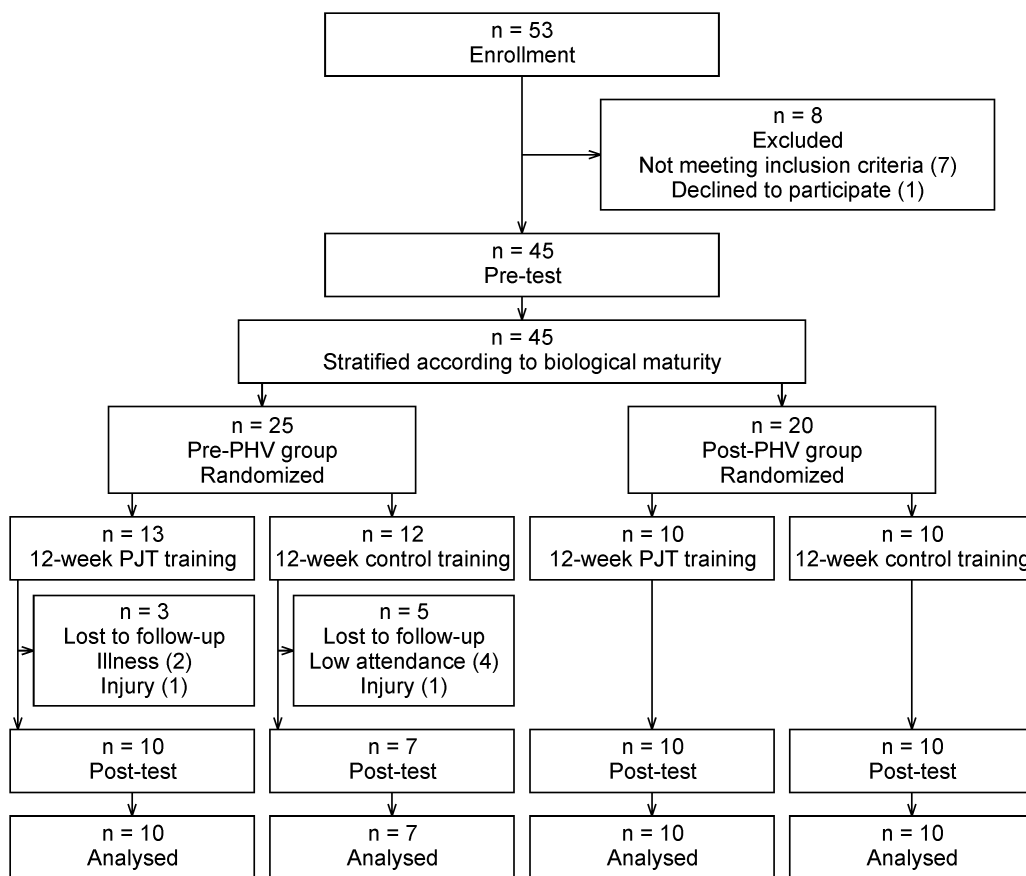 n = 53
Enrollment
n = 8
Excluded
Not meeting inclusion criteria (7)
Declined to participate (1)
n = 45
Pre-test
n = 45
Stratified according to biological maturity
n = 25
Pre-PHV group
Randomized
n = 20
Post-PHV group
Randomized
n = 13
12-week PJT training
n = 12
12-week control training
n = 10
12-week PJT training
n = 10
12-week control training
n = 3
Lost to follow-up
Illness (2)
Injury (1)
n = 5
Lost to follow-up
Low attendance (4)
Injury (1)
n = 10
Post-test
n = 7
Post-test
n = 10
Post-test
n = 10
Post-test
n = 10
Analysed
n = 7
Analysed
n = 10
Analysed
n = 10
Analysed